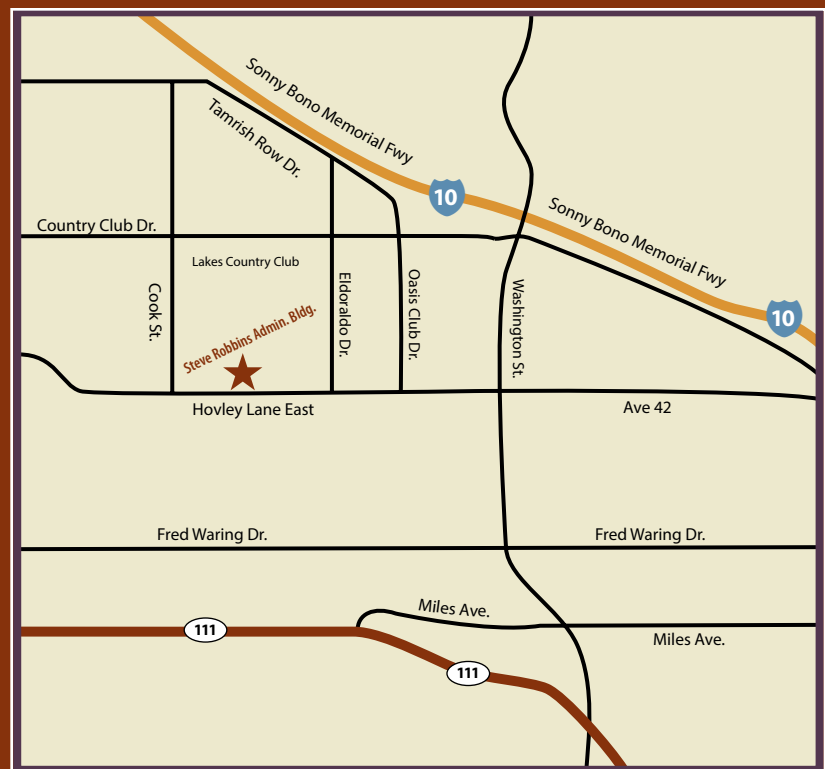 Sonny Bono Memorial Fwy
Tamrish Row Dr.
10
Sonny Bono Memorial Fwy
Country Club Dr.
Lakes Country Club
Cook St.
Eldoraldo Dr.
Oasis Club Dr.
Washington St.
10
Steve Robbins Admin. Bldg.
Hovley Lane East
Ave 42
Fred Waring Dr.
Fred Waring Dr.
Miles Ave.
111
Miles Ave.
111